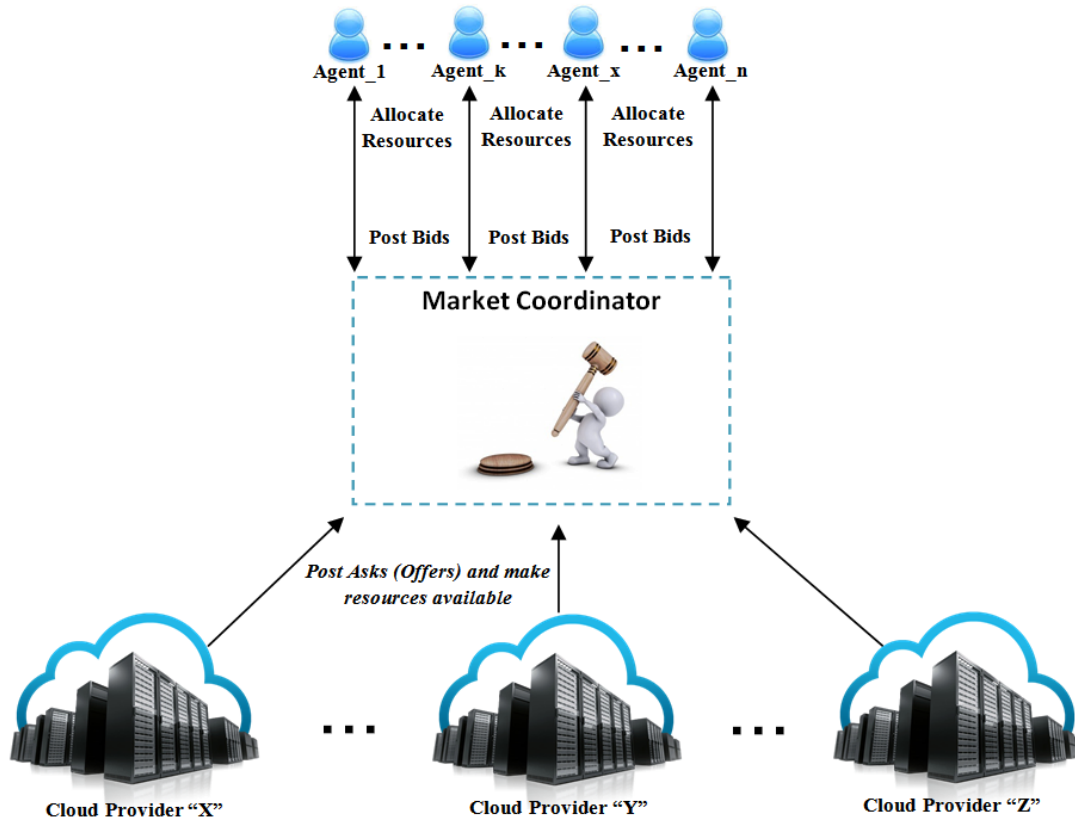 Agent_1 ... Agent_k ... Agent_x ... Agent_n
Allocate Resources
Allocate Resources
Allocate Resources
Post Bids
Post Bids
Post Bids
Market Coordinator
Post Asks (Offers) and make
resources available
...
...
Cloud Provider “X”
Cloud Provider “Y”
Cloud Provider “Z”